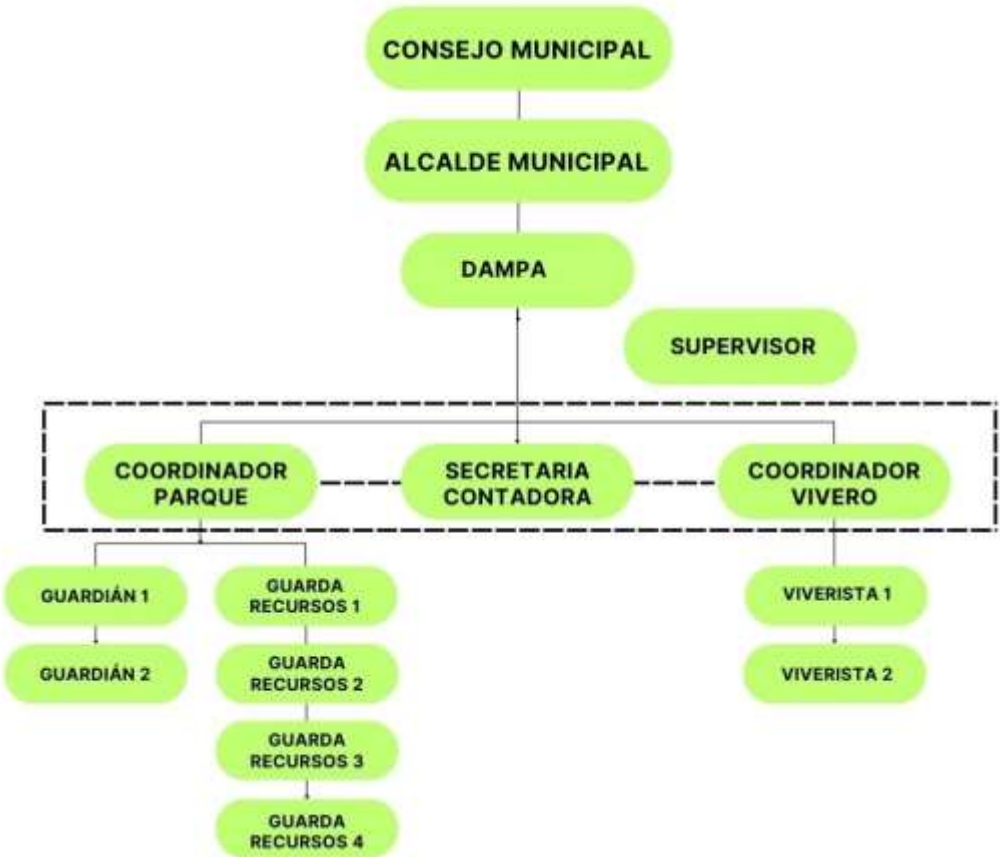 CONSEJO MUNICIPAL
ALCALDE MUNICIPAL
DAMPA
SUPERVISOR
COORDINADOR
PARQUE
SECRETARIA
CONTADORA
COORDINADOR
VIVERO
GUARDIÁN 1
GUARDA
RECURSOS 1
VIVERISTA 1
GUARDIÁN 2
GUARDA
RECURSOS 2
VIVERISTA 2
GUARDA
RECURSOS 3
GUARDA
RECURSOS 4